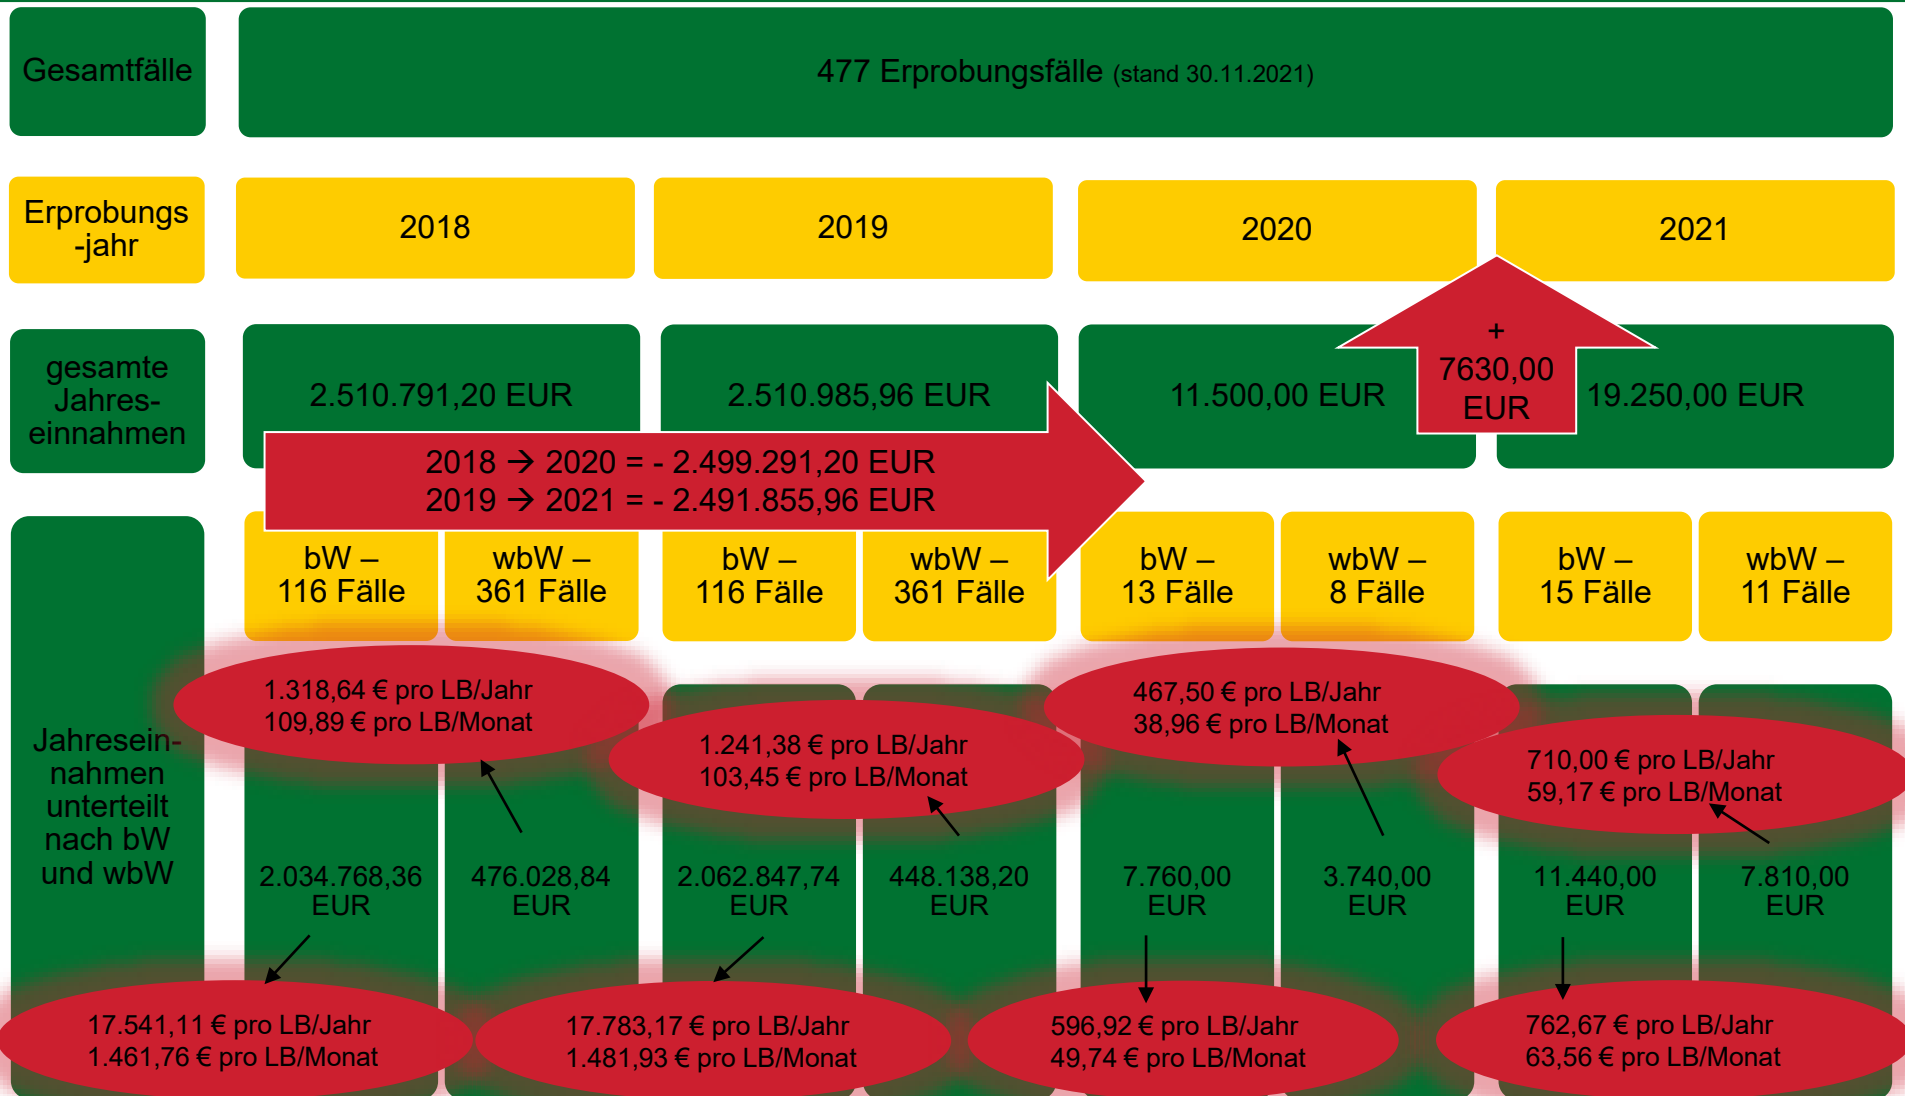 Gesamtfälle
477 Erprobungsfälle (stand 30.11.2021)
Erprobungs
-jahr
2018
2019
2020
2021
gesamte
Jahres-
einnahmen
2.510.791,20 EUR
2.510.985,96 EUR
11.500,00 EUR
+
7630,00
EUR
19.250,00 EUR
2018 → 2020 = - 2.499.291,20 EUR
2019 → 2021 = - 2.491.855,96 EUR
bW –
116 Fälle
wbW –
361 Fälle
bW –
116 Fälle
wbW –
361 Fälle
bW –
13 Fälle
wbW –
8 Fälle
bW –
15 Fälle
wbW –
11 Fälle
Jahresein-
nahmen
unterteilt
nach bW
und wbW
1.318,64 € pro LB/Jahr
109,89 € pro LB/Monat
1.241,38 € pro LB/Jahr
103,45 € pro LB/Monat
467,50 € pro LB/Jahr
38,96 € pro LB/Monat
710,00 € pro LB/Jahr
59,17 € pro LB/Monat
2.034.768,36
EUR
476.028,84
EUR
2.062.847,74
EUR
448.138,20
EUR
7.760,00
EUR
3.740,00
EUR
11.440,00
EUR
7.810,00
EUR
17.541,11 € pro LB/Jahr
1.461,76 € pro LB/Monat
17.783,17 € pro LB/Jahr
1.481,93 € pro LB/Monat
596,92 € pro LB/Jahr
49,74 € pro LB/Monat
762,67 € pro LB/Jahr
63,56 € pro LB/Monat